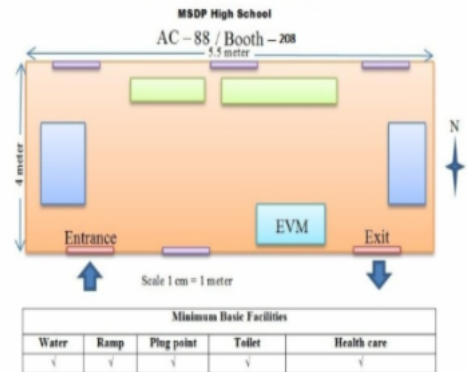 MSDP High School
AC – 88 / Booth – 208
5.5 meter
4 meter
N
EVM
Entrance
Exit
Scale 1 cm = 1 meter
Minimum Basic Facilities
Water Ramp Plug point Toilet Health care
√ √ √ √ √